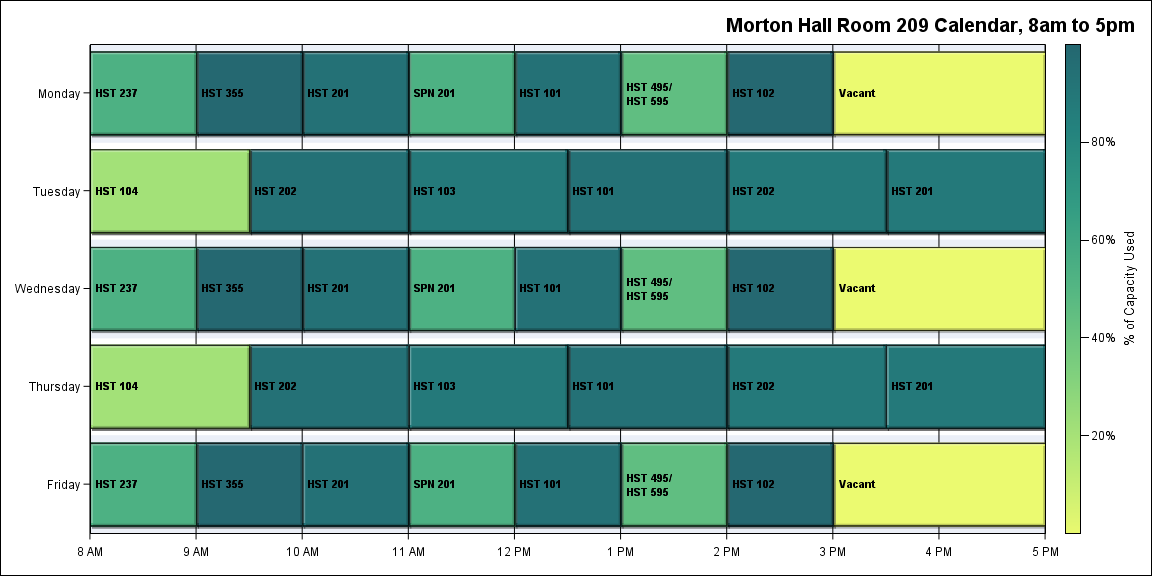 Morton Hall Room 209 Calendar, 8am to 5pm
Monday
HST 237
HST 355
HST 201
SPN 201
HST 101
HST 495/
HST 595
HST 102
Vacant
Tuesday
HST 104
HST 202
HST 103
HST 101
HST 202
HST 201
Wednesday
HST 237
HST 355
HST 201
SPN 201
HST 101
HST 495/
HST 595
HST 102
Vacant
Thursday
HST 104
HST 202
HST 103
HST 101
HST 202
HST 201
Friday
HST 237
HST 355
HST 201
SPN 201
HST 101
HST 495/
HST 595
HST 102
Vacant
8 AM
9 AM
10 AM
11 AM
12 PM
1 PM
2 PM
3 PM
4 PM
5 PM
80%
60%
40%
20%
% of Capacity Used